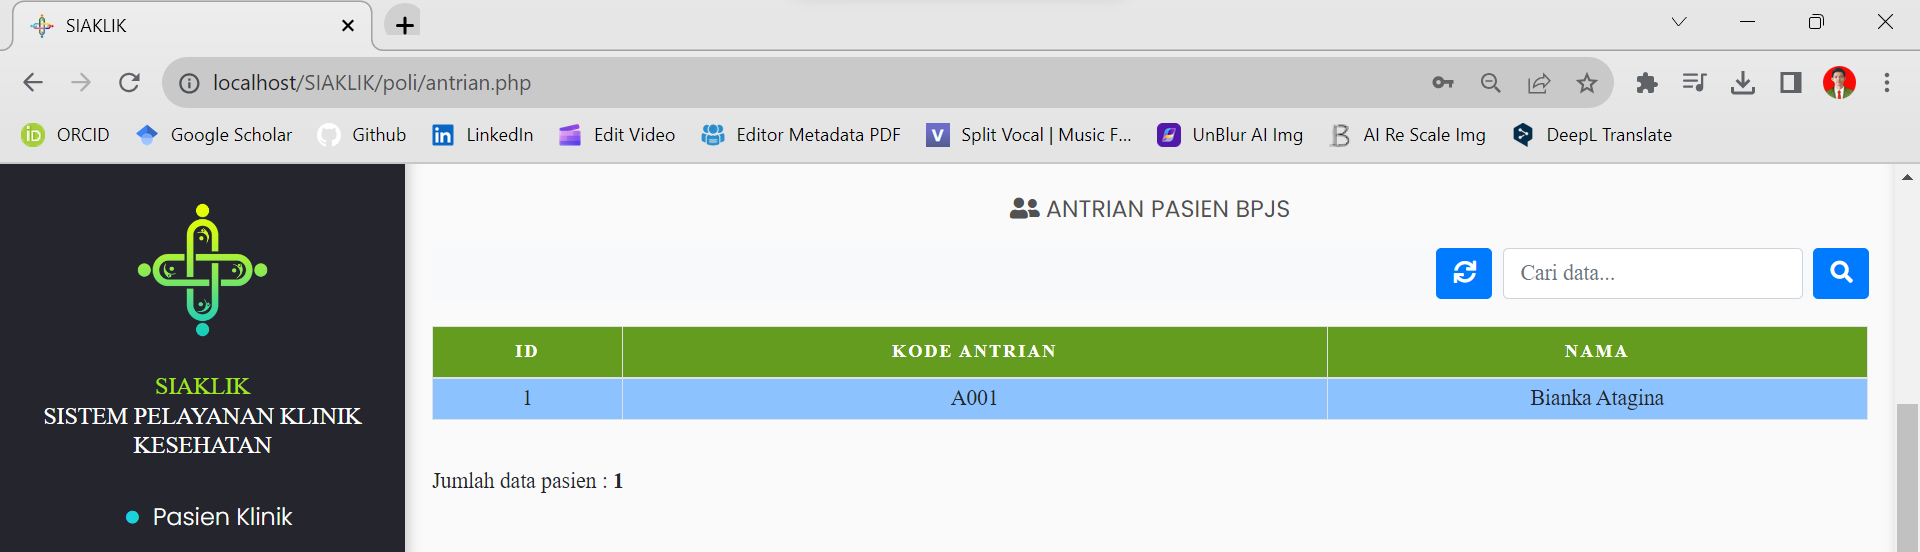 SIAKLIK
localhost/SIAKLIK/poli/antrian.php
ORCID Google Scholar Github LinkedIn Edit Video Editor Metadata PDF Split Vocal | Music F... UnBlur AI Img AI Re Scale Img DeepL Translate
SIAKLIK
SISTEM PELAYANAN KLINIK
KESEHATAN
Pasien Klinik
ANTRIAN PASIEN BPJS
Cari data...
ID KODE ANTRIAN NAMA
1 A001 Bianka Atagina
Jumlah data pasien : 1